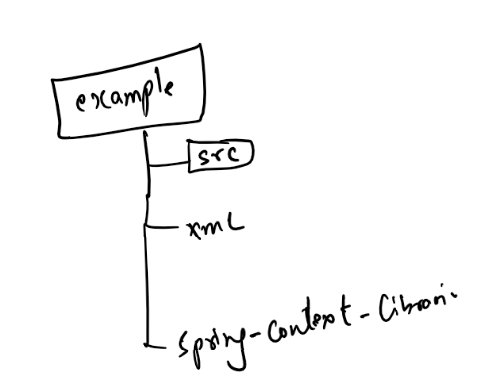 example
src
xml
spring-context-